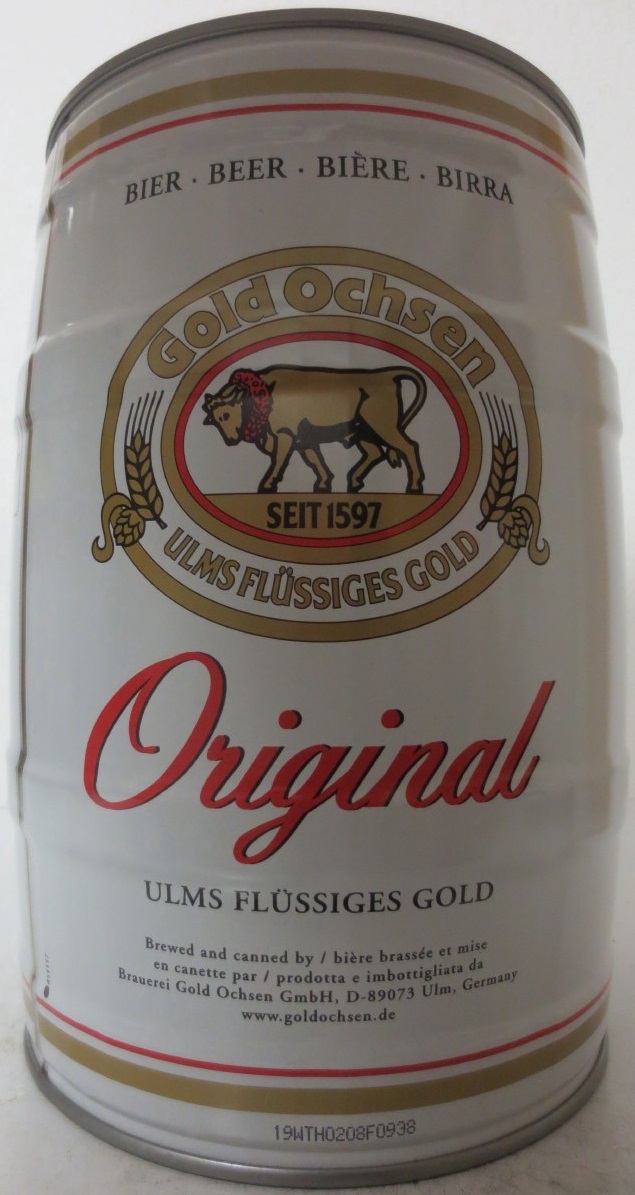 BIER · BEER · BIÈRE · BIRRA
Gold Ochsen
SEIT 1597
ULMS FLÜSSIGES GOLD
Original
ULMS FLÜSSIGES GOLD
Brewed and canned by / bière brassée et mise
en canette par / prodotta e imbottigliata da
Brauerei Gold Ochsen GmbH, D-89073 Ulm, Germany
www.goldochsen.de
19WTH0208F0938